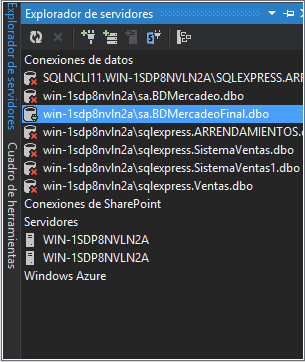 Explorador de servidores
Explorador de servidores
Cuadro de herramientas
Conexiones de datos
SQLNCLI11.WIN-1SDP8NVLN2A\SQLEXPRESS.ARRE
win-1sdp8nvln2a\sa.BDMercadeo.dbo
win-1sdp8nvln2a\sa.BDMercadeoFinal.dbo
win-1sdp8nvln2a\sqlexpress.ARRENDAMIENTOS.
win-1sdp8nvln2a\sqlexpress.SistemaVentas.dbo
win-1sdp8nvln2a\sqlexpress.SistemaVentas1.dbo
win-1sdp8nvln2a\sqlexpress.Ventas.dbo
Conexiones de SharePoint
Servidores
WIN-1SDP8NVLN2A
WIN-1SDP8NVLN2A
Windows Azure